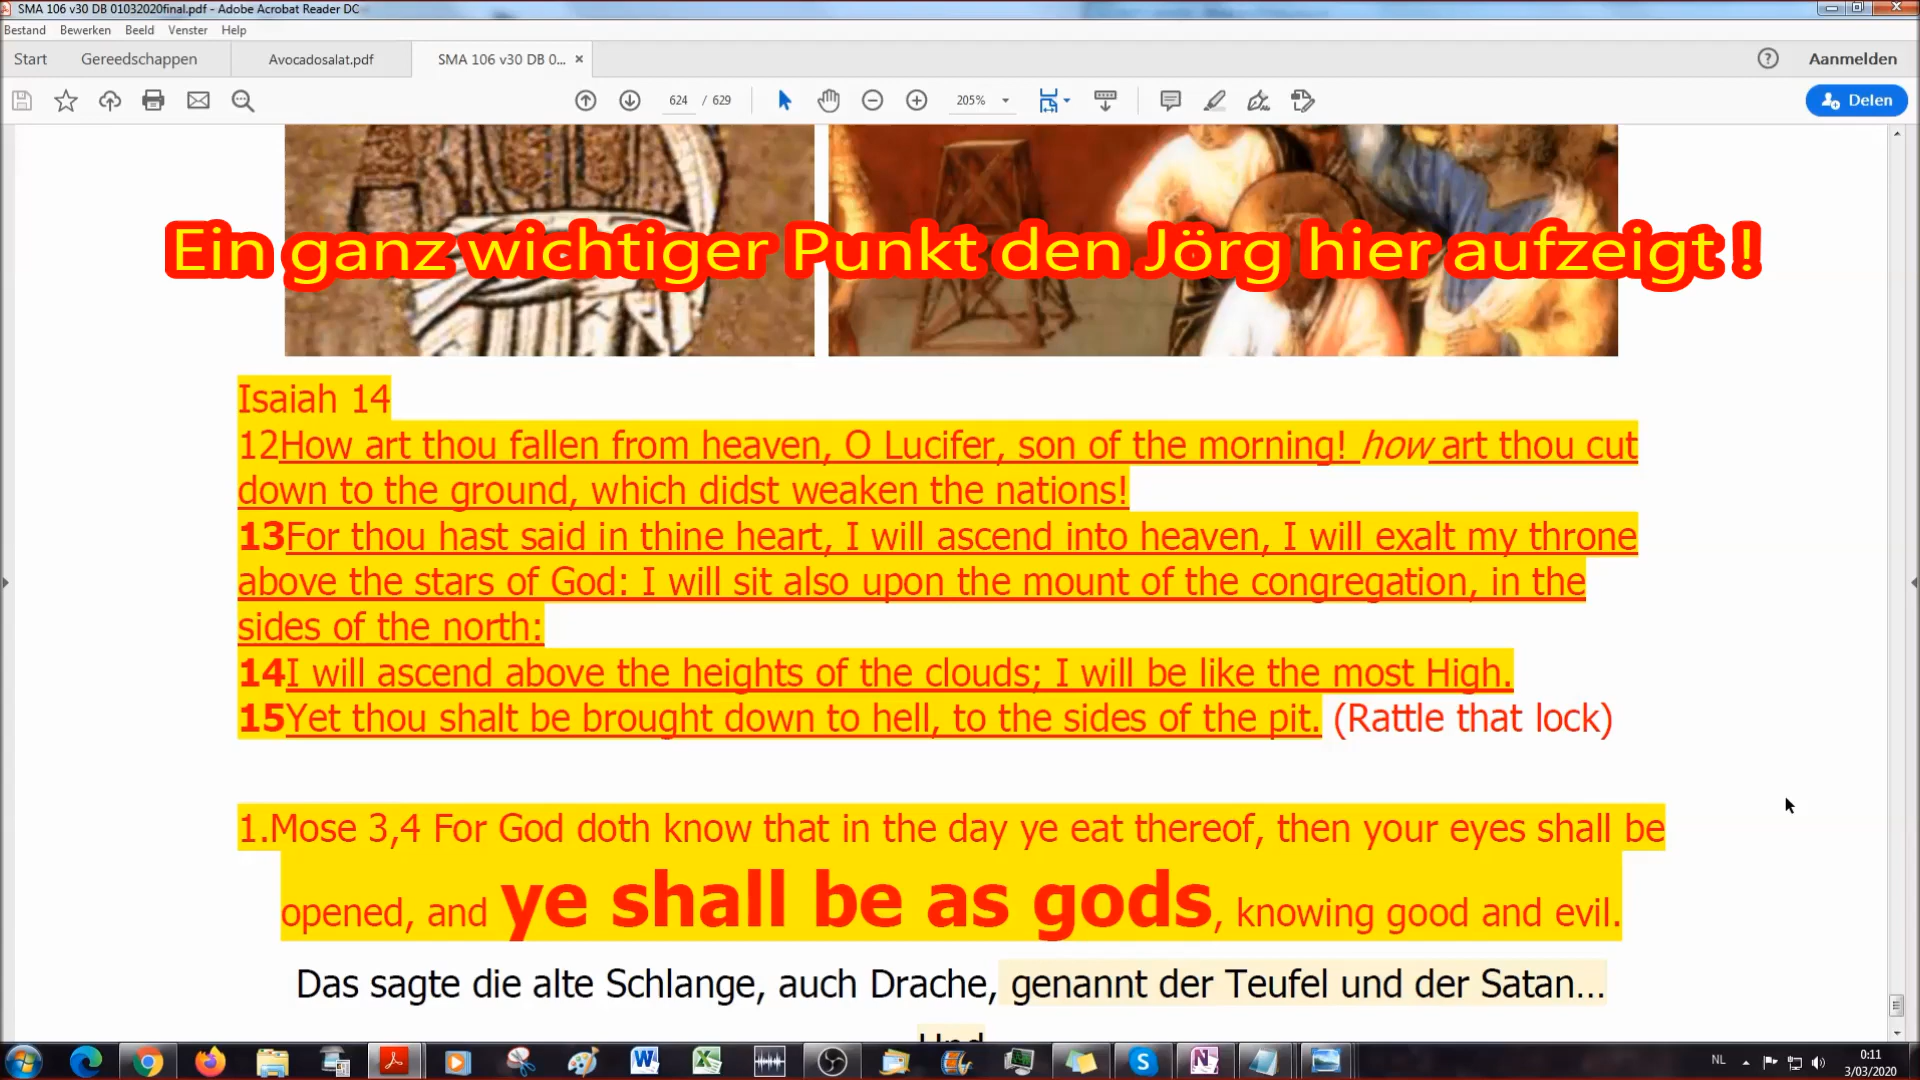 SMA 106 v30 DB 01032020final.pdf - Adobe Acrobat Reader DC
Bestand Bewerken Beeld Venster Help
Start Gereedschappen Avocadosalat.pdf SMA 106 v30 DB 0... × Aanmelden
624 / 629 205% Delen
Ein ganz wichtiger Punkt den Jörg hier aufzeigt !
Isaiah 14
12How art thou fallen from heaven, O Lucifer, son of the morning! how art thou cut
down to the ground, which didst weaken the nations!
13For thou hast said in thine heart, I will ascend into heaven, I will exalt my throne
above the stars of God: I will sit also upon the mount of the congregation, in the
sides of the north:
14I will ascend above the heights of the clouds; I will be like the most High.
15Yet thou shalt be brought down to hell, to the sides of the pit. (Rattle that lock)
1.Mose 3,4 For God doth know that in the day ye eat thereof, then your eyes shall be
opened, and ye shall be as gods, knowing good and evil.
Das sagte die alte Schlange, auch Drache, genannt der Teufel und der Satan...
Und
NL 0:11
3/03/2020